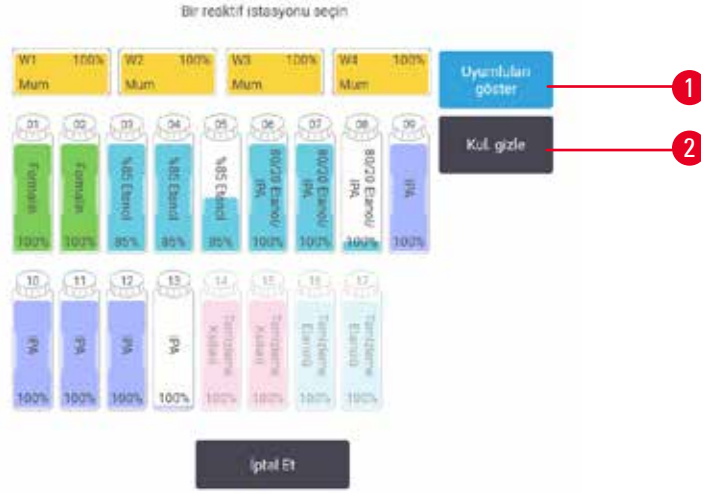 Bir reaktif istasyonu seçin
W1 100%
Mum
W2 100%
Mum
W3 100%
Mum
W4 100%
Mum
Uyumluları
göster
1
Kul. gizle
2
01
Formalin
100%
02
Formalin
100%
03
%85 Etanol
85%
04
%85 Etanol
85%
05
%85 Etanol
85%
06
80/20 Etanol/
IPA
100%
07
80/20 Etanol/
IPA
100%
08
80/20 Etanol/
IPA
100%
09
IPA
100%
10
IPA
100%
11
IPA
100%
12
IPA
100%
13
IPA
100%
14
Temizleme
Ksileni
100%
15
Temizleme
Ksileni
100%
16
Temizleme
Etanolü
100%
17
Temizleme
Etanolü
100%
İptal Et